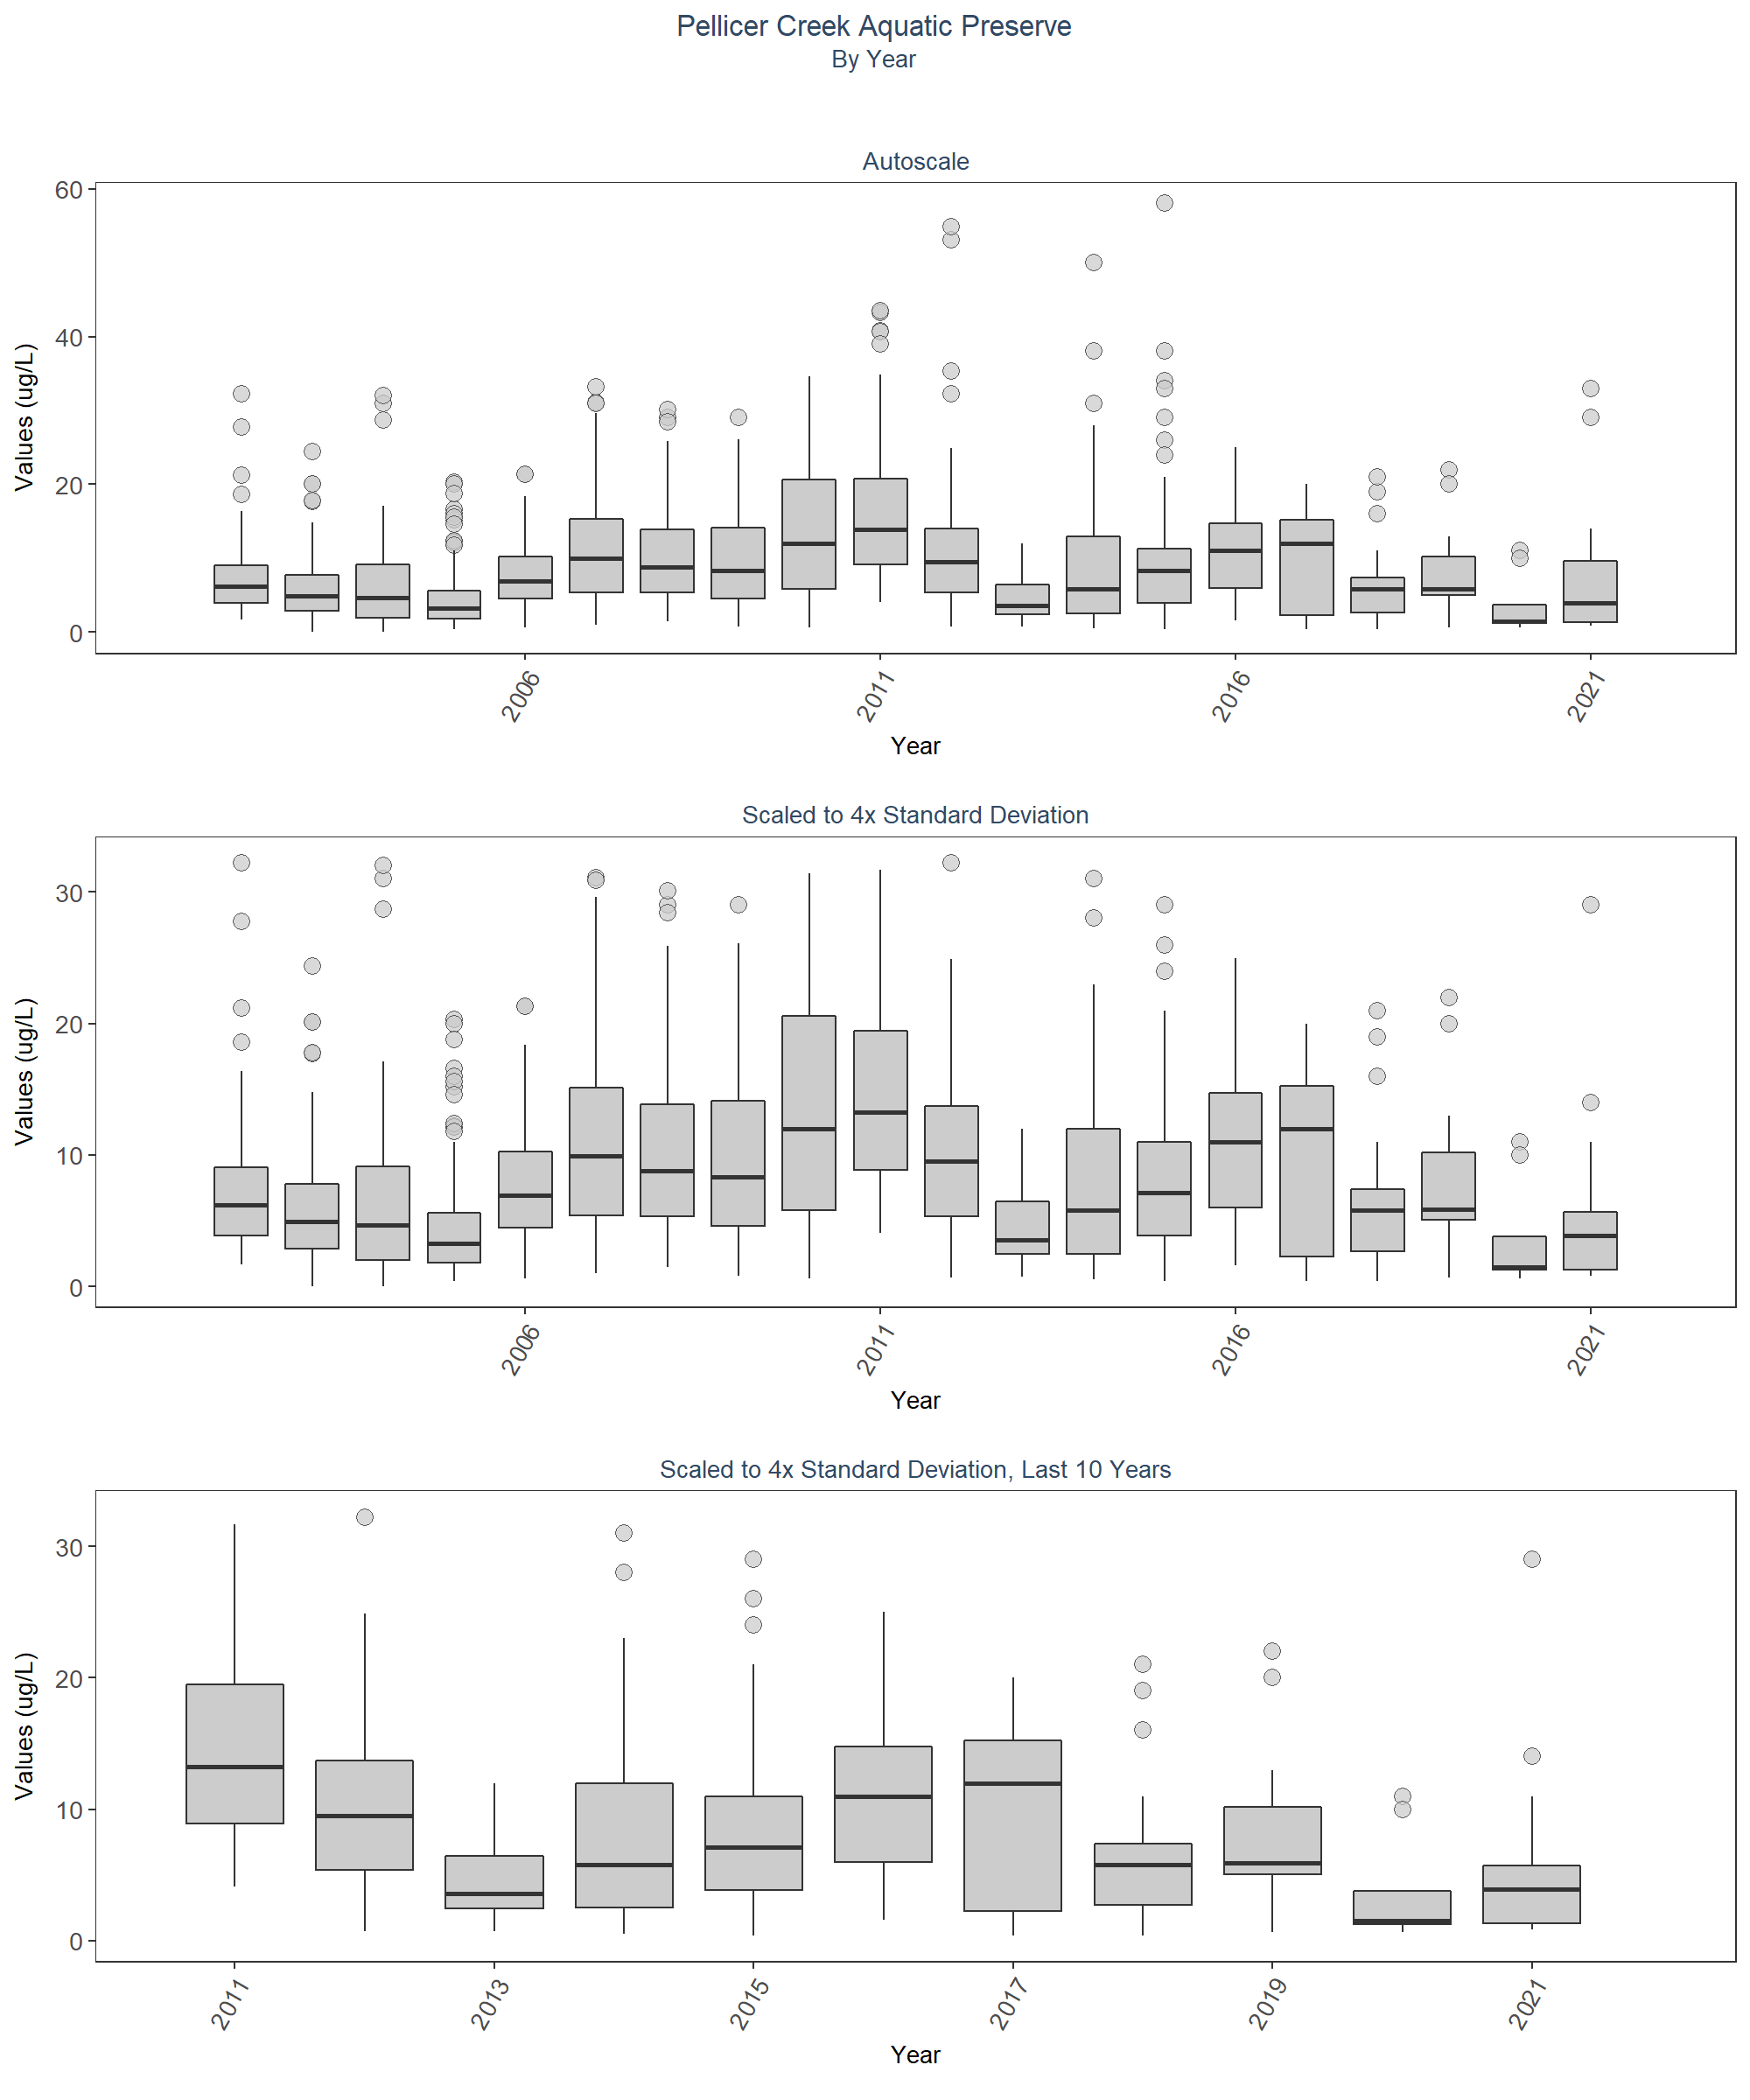 Pellicer Creek Aquatic Preserve
By Year
Autoscale
Values (ug/L)
60
40
20
0
2006 2011 2016 2021
Year
Scaled to 4x Standard Deviation
Values (ug/L)
30
20
10
0
2006 2011 2016 2021
Year
Scaled to 4x Standard Deviation, Last 10 Years
Values (ug/L)
30
20
10
0
2011 2013 2015 2017 2019 2021
Year